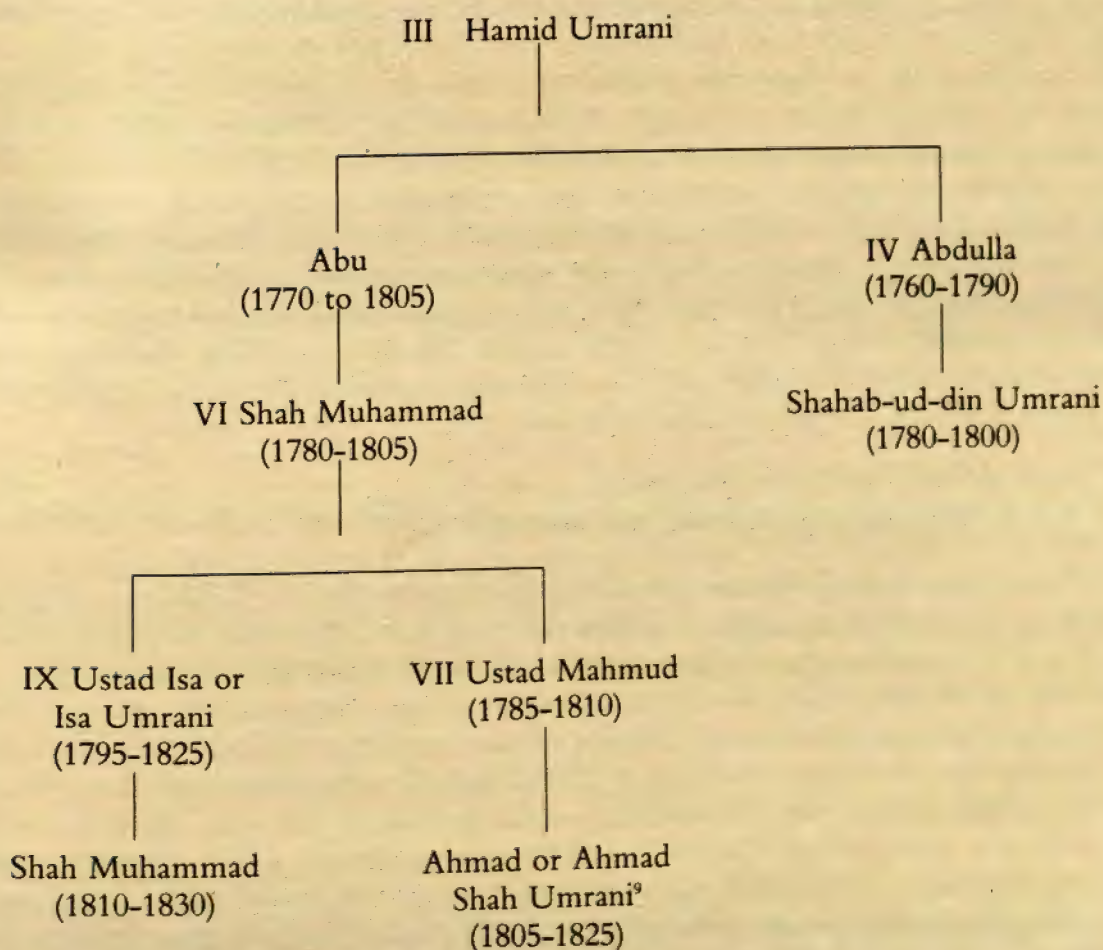 III Hamid Umrani
Abu
(1770 to 1805)
IV Abdulla
(1760–1790)
VI Shah Muhammad
(1780–1805)
Shahab-ud-din Umrani
(1780–1800)
IX Ustad Isa or
Isa Umrani
(1795–1825)
VII Ustad Mahmud
(1785–1810)
Shah Muhammad
(1810–1830)
Ahmad or Ahmad
Shah Umrani⁹
(1805–1825)